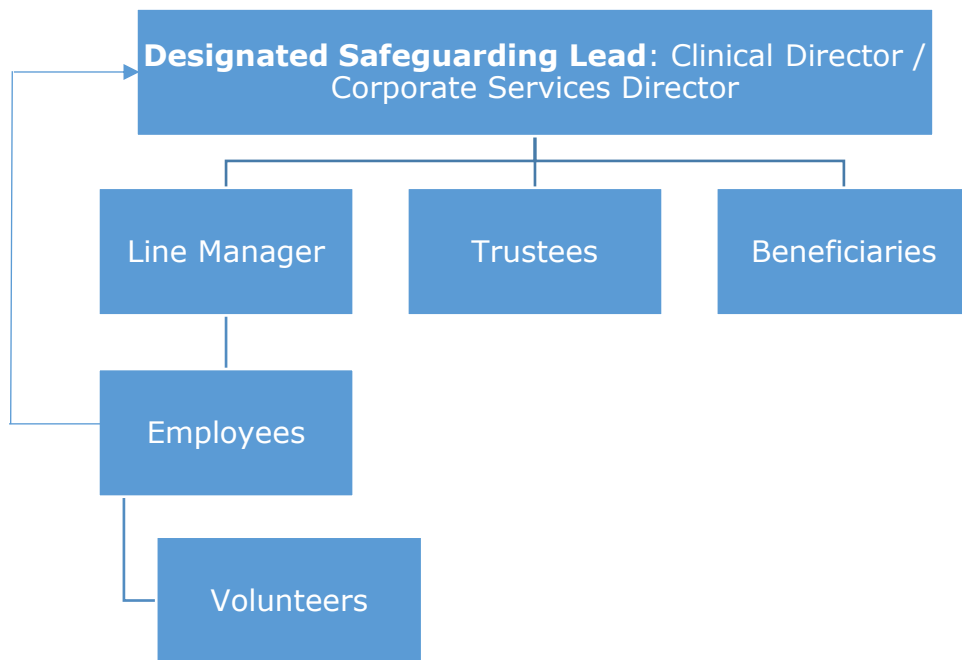 Designated Safeguarding Lead: Clinical Director /
Corporate Services Director
Line Manager
Trustees
Beneficiaries
Employees
Volunteers